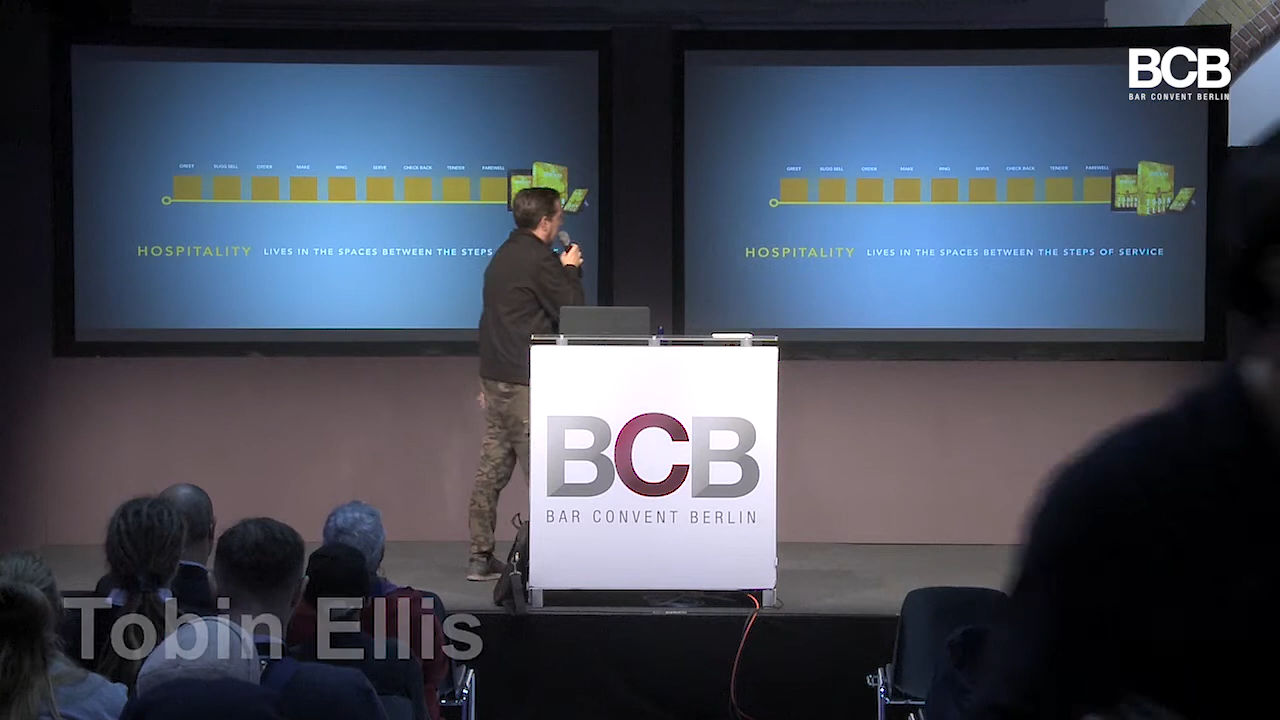 BCB
BAR CONVENT BERLIN
GREET SUGG SELL ORDER MAKE RING SERVE CHECK BACK TENDER FAREWELL
HOSPITALITY LIVES IN THE SPACES BETWEEN THE STEPS
GREET SUGG SELL ORDER MAKE RING SERVE CHECK BACK TENDER FAREWELL
HOSPITALITY LIVES IN THE SPACES BETWEEN THE STEPS OF SERVICE
BCB
BAR CONVENT BERLIN
Tobin Ellis